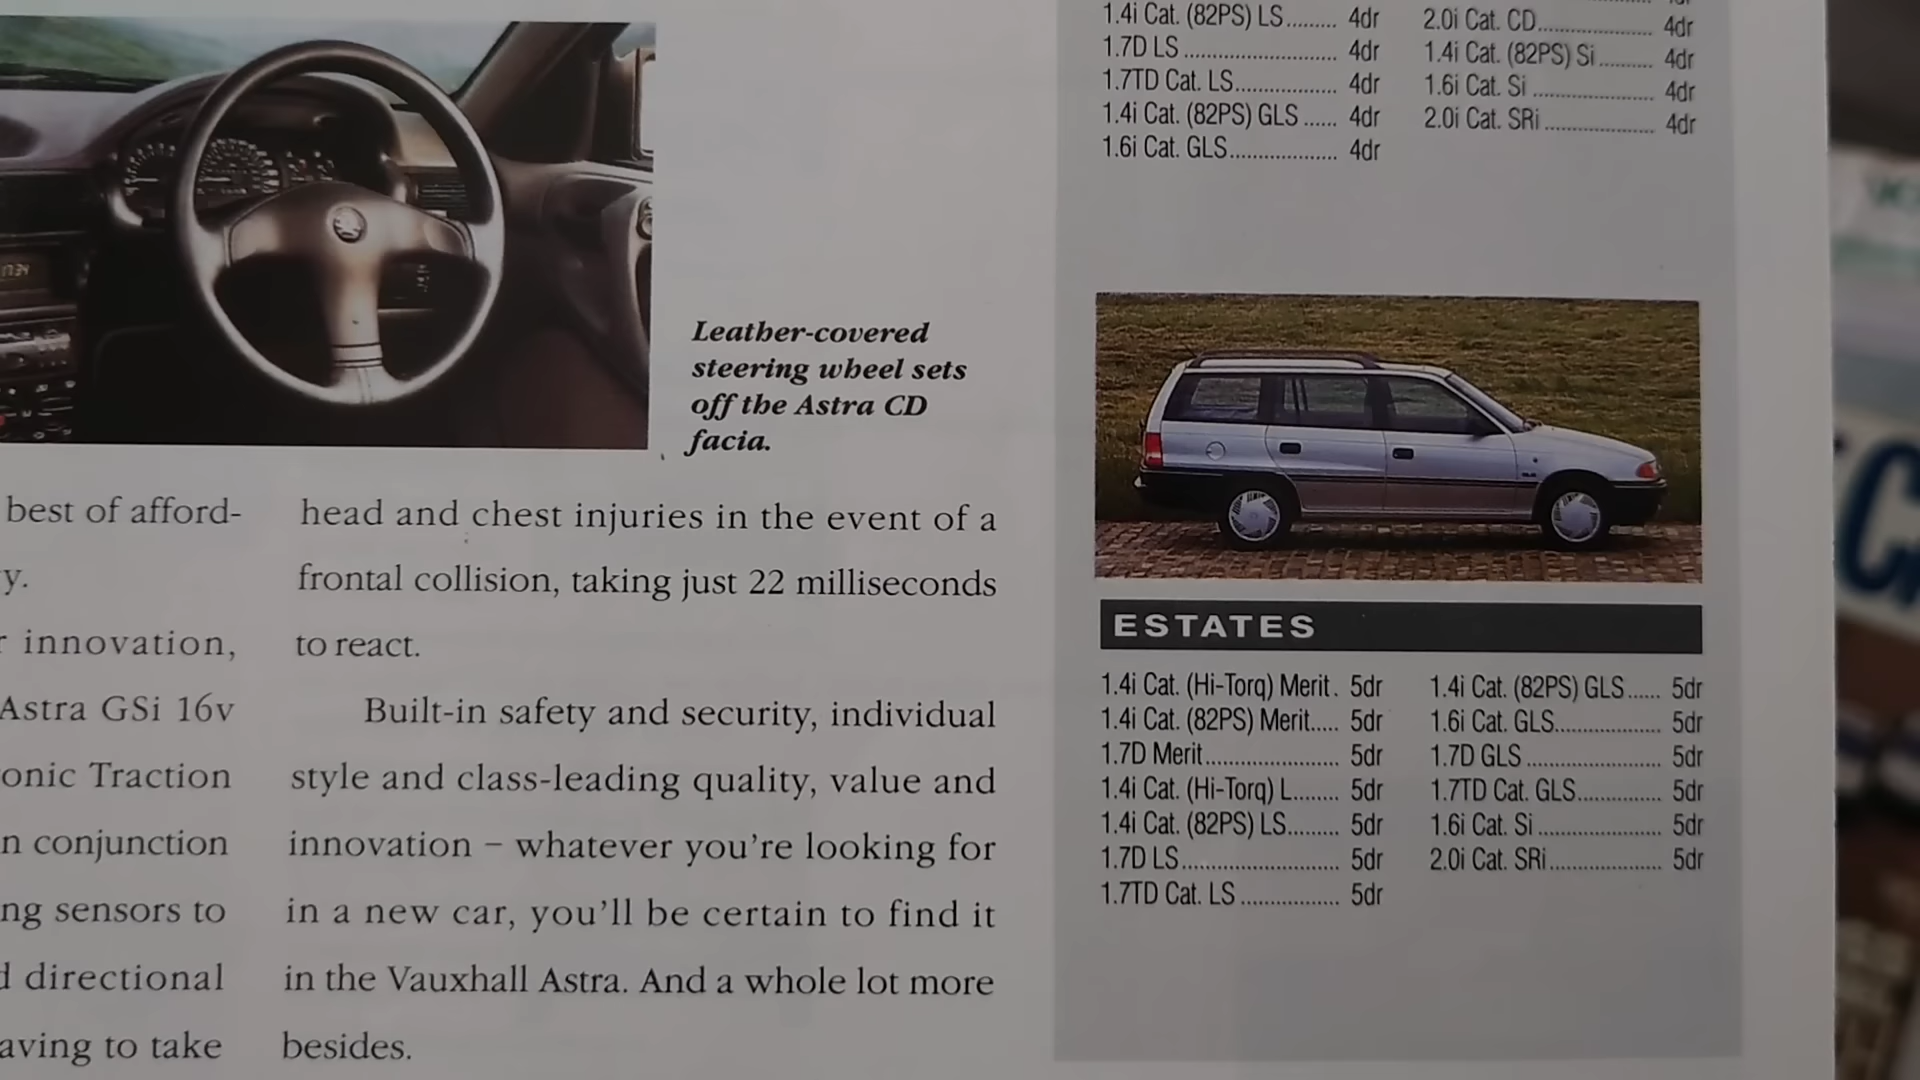 Leather-covered
steering wheel sets
off the Astra CD
facia.
best of afford-
y.
innovation,
Astra GSi 16v
onic Traction
n conjunction
ng sensors to
directional
aving to take
head and chest injuries in the event of a
frontal collision, taking just 22 milliseconds
to react.
Built-in safety and security, individual
style and class-leading quality, value and
innovation – whatever you're looking for
in a new car, you'll be certain to find it
in the Vauxhall Astra. And a whole lot more
besides.
1.4i Cat. (82PS) LS......... 4dr
1.7D LS........................... 4dr
1.7TD Cat. LS.................. 4dr
1.4i Cat. (82PS) GLS...... 4dr
1.6i Cat. GLS................... 4dr
2.0i Cat. CD..................... 4dr
1.4i Cat. (82PS) Si.......... 4dr
1.6i Cat. Si...................... 4dr
2.0i Cat. SRi.................... 4dr
ESTATES
1.4i Cat. (Hi-Torq) Merit. 5dr
1.4i Cat. (82PS) Merit..... 5dr
1.7D Merit........................ 5dr
1.4i Cat. (Hi-Torq) L........ 5dr
1.4i Cat. (82PS) LS......... 5dr
1.7D LS............................ 5dr
1.7TD Cat. LS................. 5dr
1.4i Cat. (82PS) GLS...... 5dr
1.6i Cat. GLS................... 5dr
1.7D GLS........................ 5dr
1.7TD Cat. GLS............... 5dr
1.6i Cat. Si...................... 5dr
2.0i Cat. SRi.................... 5dr